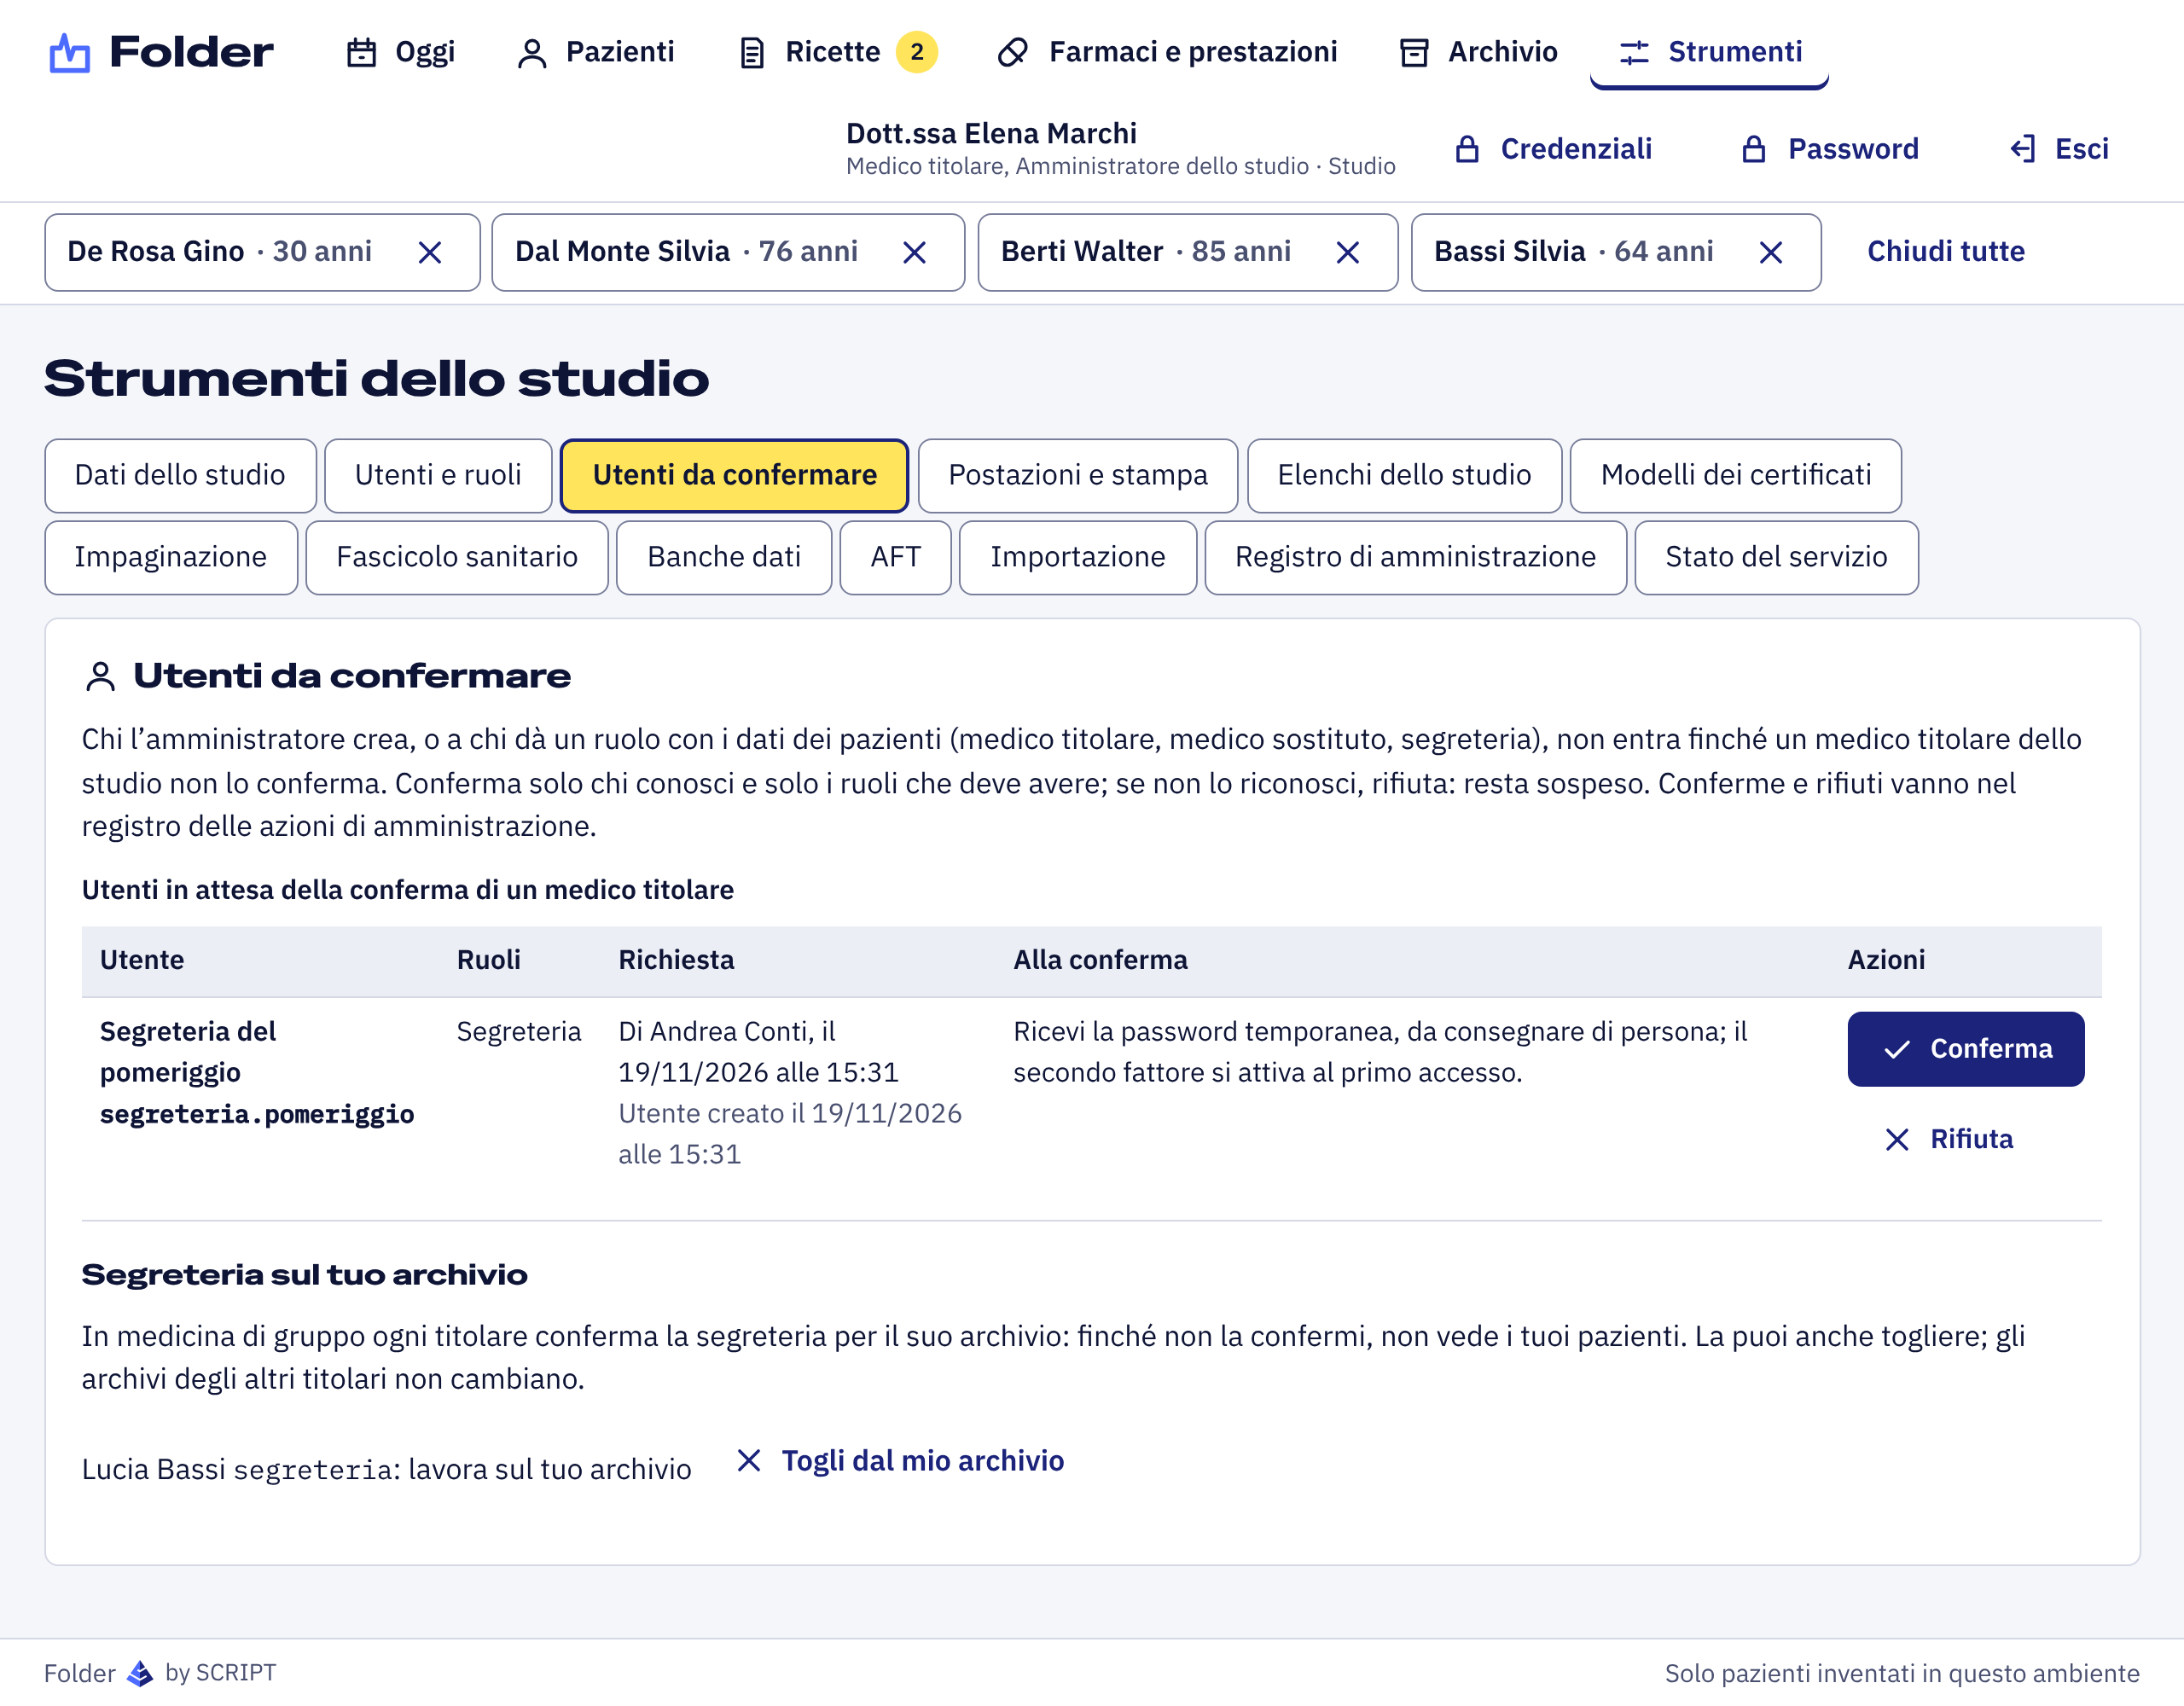 Folder
Oggi
Pazienti
Ricette 2
Farmaci e prestazioni
Archivio
Strumenti
Dott.ssa Elena Marchi
Medico titolare, Amministratore dello studio · Studio
Credenziali
Password
Esci
De Rosa Gino · 30 anni
Dal Monte Silvia · 76 anni
Berti Walter · 85 anni
Bassi Silvia · 64 anni
Chiudi tutte
Strumenti dello studio
Dati dello studio
Utenti e ruoli
Utenti da confermare
Postazioni e stampa
Elenchi dello studio
Modelli dei certificati
Impaginazione
Fascicolo sanitario
Banche dati
AFT
Importazione
Registro di amministrazione
Stato del servizio
Utenti da confermare
Chi l’amministratore crea, o a chi dà un ruolo con i dati dei pazienti (medico titolare, medico sostituto, segreteria), non entra finché un medico titolare dello
studio non lo conferma. Conferma solo chi conosci e solo i ruoli che deve avere; se non lo riconosci, rifiuta: resta sospeso. Conferme e rifiuti vanno nel
registro delle azioni di amministrazione.
Utenti in attesa della conferma di un medico titolare
Utente
Ruoli
Richiesta
Alla conferma
Azioni
Segreteria del
pomeriggio
segreteria.pomeriggio
Segreteria
Di Andrea Conti, il
19/11/2026 alle 15:31
Utente creato il 19/11/2026
alle 15:31
Ricevi la password temporanea, da consegnare di persona; il
secondo fattore si attiva al primo accesso.
Conferma
Rifiuta
Segreteria sul tuo archivio
In medicina di gruppo ogni titolare conferma la segreteria per il suo archivio: finché non la confermi, non vede i tuoi pazienti. La puoi anche togliere; gli
archivi degli altri titolari non cambiano.
Lucia Bassi segreteria: lavora sul tuo archivio
Togli dal mio archivio
Folder by SCRIPT
Solo pazienti inventati in questo ambiente